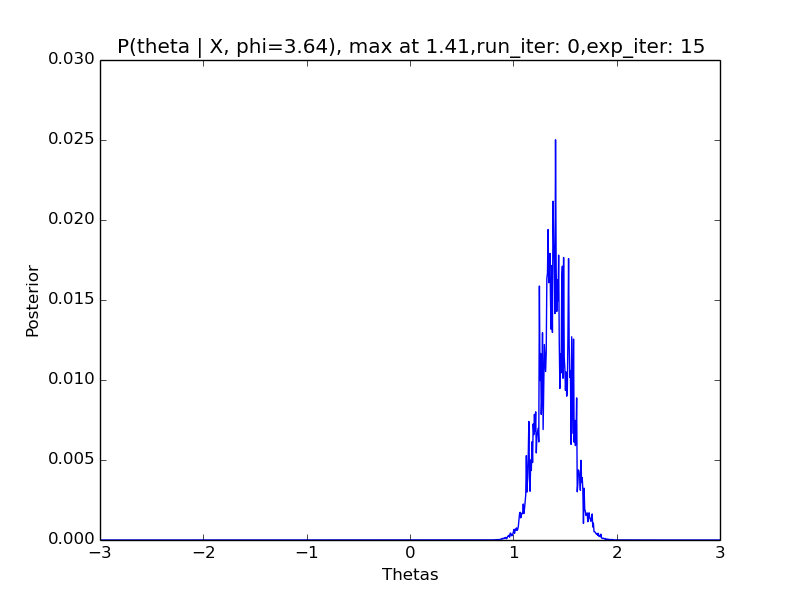 P(theta | X, phi=3.64), max at 1.41,run_iter: 0,exp_iter: 15
0.030
0.025
0.020
0.015
0.010
0.005
0.000
Posterior
−3 −2 −1 0 1 2 3
Thetas